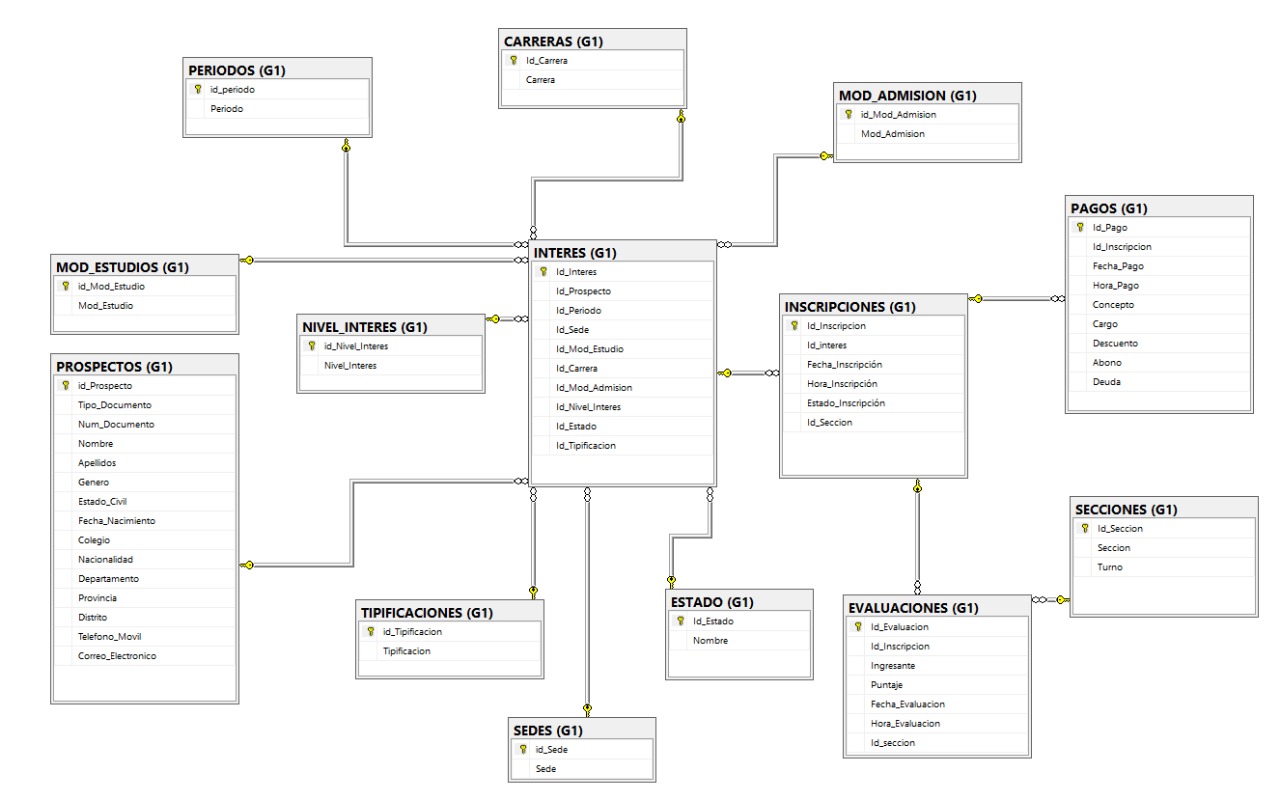 CARRERAS (G1)
Id_Carrera
Carrera
PERIODOS (G1)
id_periodo
Periodo
MOD_ADMISION (G1)
id_Mod_Admision
Mod_Admision
PAGOS (G1)
Id_Pago
Id_Inscripcion
Fecha_Pago
Hora_Pago
Concepto
Cargo
Descuento
Abono
Deuda
MOD_ESTUDIOS (G1)
id_Mod_Estudio
Mod_Estudio
INTERES (G1)
Id_Interes
Id_Prospecto
Id_Periodo
Id_Sede
Id_Mod_Estudio
Id_Carrera
Id_Mod_Admision
Id_Nivel_Interes
Id_Estado
Id_Tipificacion
NIVEL_INTERES (G1)
id_Nivel_Interes
Nivel_Interes
INSCRIPCIONES (G1)
Id_Inscripcion
Id_interes
Fecha_Inscripción
Hora_Inscripción
Estado_Inscripción
Id_Seccion
PROSPECTOS (G1)
id_Prospecto
Tipo_Documento
Num_Documento
Nombre
Apellidos
Genero
Estado_Civil
Fecha_Nacimiento
Colegio
Nacionalidad
Departamento
Provincia
Distrito
Telefono_Movil
Correo_Electronico
SECCIONES (G1)
Id_Seccion
Seccion
Turno
TIPIFICACIONES (G1)
id_Tipificacion
Tipificacion
ESTADO (G1)
Id_Estado
Nombre
EVALUACIONES (G1)
Id_Evaluacion
Id_Inscripcion
Ingresante
Puntaje
Fecha_Evaluacion
Hora_Evaluacion
Id_seccion
SEDES (G1)
id_Sede
Sede